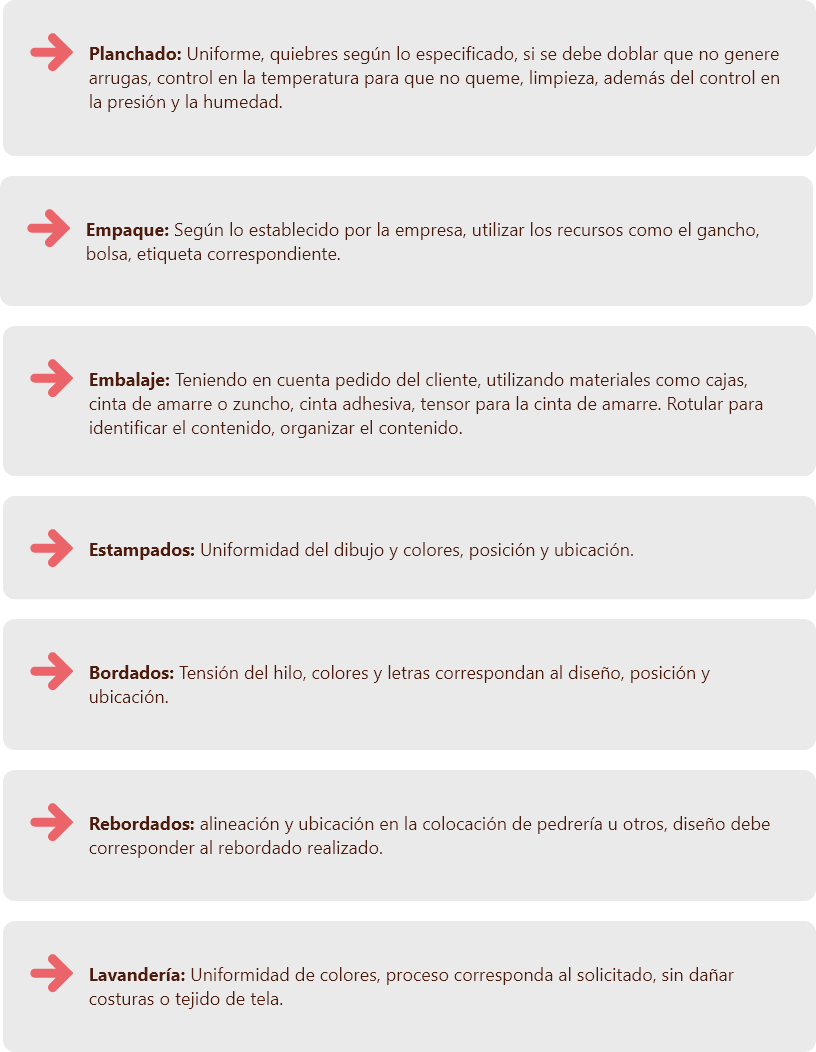 Planchado: Uniforme, quiebres según lo especificado, si se debe doblar que no genere
arrugas, control en la temperatura para que no queme, limpieza, además del control en
la presión y la humedad.
Empaque: Según lo establecido por la empresa, utilizar los recursos como el gancho,
bolsa, etiqueta correspondiente.
Embalaje: Teniendo en cuenta pedido del cliente, utilizando materiales como cajas,
cinta de amarre o zuncho, cinta adhesiva, tensor para la cinta de amarre. Rotular para
identificar el contenido, organizar el contenido.
Estampados: Uniformidad del dibujo y colores, posición y ubicación.
Bordados: Tensión del hilo, colores y letras correspondan al diseño, posición y
ubicación.
Rebordados: alineación y ubicación en la colocación de pedrería u otros, diseño debe
corresponder al rebordado realizado.
Lavandería: Uniformidad de colores, proceso corresponda al solicitado, sin dañar
costuras o tejido de tela.